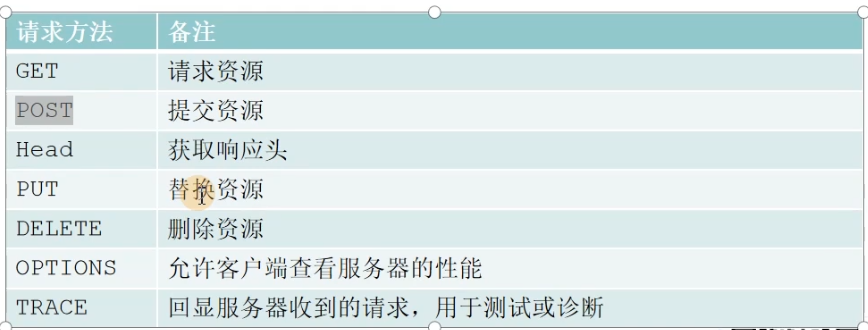 请求方法 备注
GET 请求资源
POST 提交资源
Head 获取响应头
PUT 替换资源
DELETE 删除资源
OPTIONS 允许客户端查看服务器的性能
TRACE 回显服务器收到的请求，用于测试或诊断